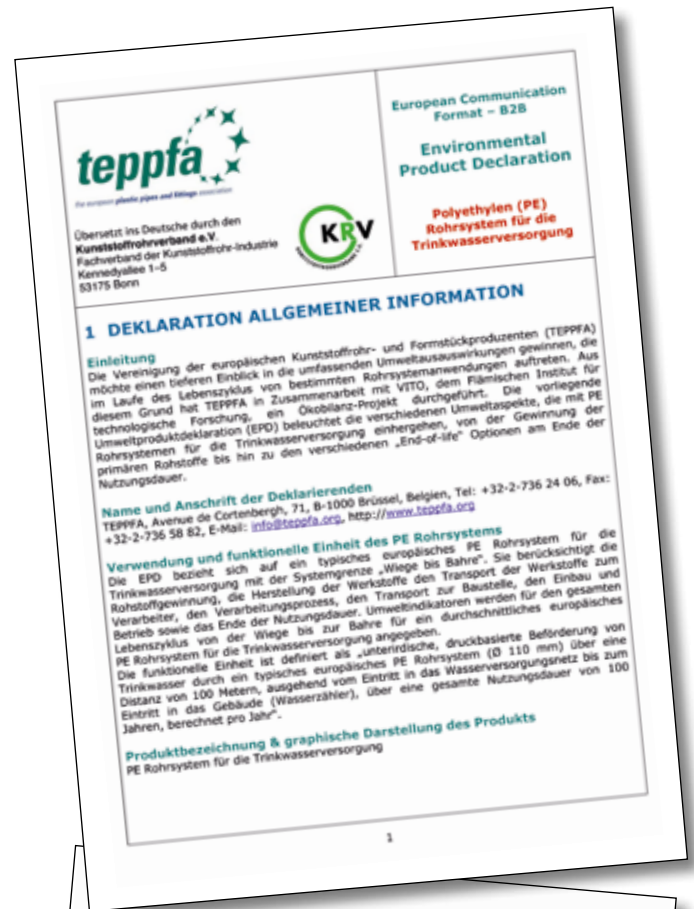 teppfa
the european plastic pipes and fittings association
Übersetzt ins Deutsche durch den
Kunststoffrohrverband e.V.
Fachverband der Kunststoffrohr-Industrie
Kennedyallee 1–5
53175 Bonn
KRV
European Communication
Format – B2B
Environmental
Product Declaration
Polyethylen (PE)
Rohrsystem für die
Trinkwasserversorgung
1 DEKLARATION ALLGEMEINER INFORMATION
Einleitung
Die Vereinigung der europäischen Kunststoffrohr- und Formstückproduzenten (TEPPFA)
möchte einen tieferen Einblick in die umfassenden Umweltausauswirkungen gewinnen, die
im Laufe des Lebenszyklus von bestimmten Rohrsystemanwendungen auftreten. Aus
diesem Grund hat TEPPFA in Zusammenarbeit mit VITO, dem Flämischen Institut für
technologische Forschung, ein Ökobilanz-Projekt durchgeführt. Die vorliegende
Umweltproduktdeklaration (EPD) beleuchtet die verschiedenen Umweltaspekte, die mit PE
Rohrsystemen für die Trinkwasserversorgung einhergehen, von der Gewinnung der
primären Rohstoffe bis hin zu den verschiedenen „End-of-life" Optionen am Ende der
Nutzungsdauer.
Name und Anschrift der Deklarierenden
TEPPFA, Avenue de Cortenbergh, 71, B-1000 Brüssel, Belgien, Tel: +32-2-736 24 06, Fax:
+32-2-736 58 82, E-Mail: info@teppfa.org, http://www.teppfa.org
Verwendung und funktionelle Einheit des PE Rohrsystems
Die EPD bezieht sich auf ein typisches europäisches PE Rohrsystem für die
Trinkwasserversorgung mit der Systemgrenze „Wiege bis Bahre". Sie berücksichtigt die
Rohstoffgewinnung, die Herstellung der Werkstoffe den Transport der Werkstoffe zum
Verarbeiter, den Verarbeitungsprozess, den Transport zur Baustelle, den Einbau und
Betrieb sowie das Ende der Nutzungsdauer. Umweltindikatoren werden für den gesamten
Lebenszyklus von der Wiege bis zur Bahre für ein durchschnittliches europäisches
PE Rohrsystem für die Trinkwasserversorgung angegeben.
Die funktionelle Einheit ist definiert als „unterirdische, druckbasierte Beförderung von
Trinkwasser durch ein typisches europäisches PE Rohrsystem (Ø 110 mm) über eine
Distanz von 100 Metern, ausgehend vom Eintritt in das Wasserversorgungsnetz bis zum
Eintritt in das Gebäude (Wasserzähler), über eine gesamte Nutzungsdauer von 100
Jahren, berechnet pro Jahr".
Produktbezeichnung & graphische Darstellung des Produkts
PE Rohrsystem für die Trinkwasserversorgung
1